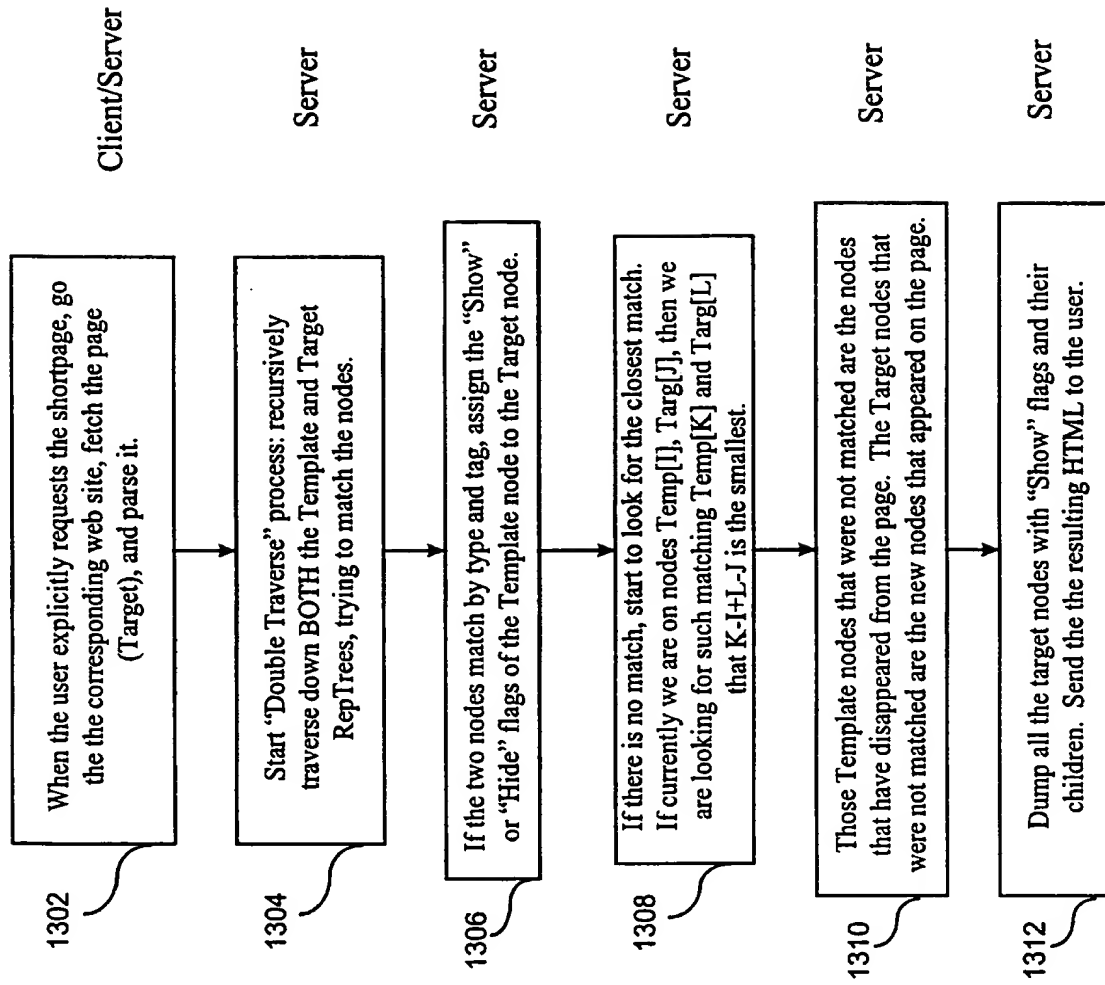 1302
When the user explicitly requests the shortpage, go
the the corresponding web site, fetch the page
(Target), and parse it.
Client/Server
1304
Start “Double Traverse” process: recursively
traverse down BOTH the Template and Target
RepTrees, trying to match the nodes.
Server
1306
If the two nodes match by type and tag, assign the “Show”
or “Hide” flags of the Template node to the Target node.
Server
1308
If there is no match, start to look for the closest match.
If currently we are on nodes Temp[I], Targ[J], then we
are looking for such matching Temp[K] and Targ[L]
that K-I+L-J is the smallest.
Server
1310
Those Template nodes that were not matched are the nodes
that have disappeared from the page. The Target nodes that
were not matched are the new nodes that appeared on the page.
Server
1312
Dump all the target nodes with “Show” flags and their
children. Send the the resulting HTML to the user.
Server